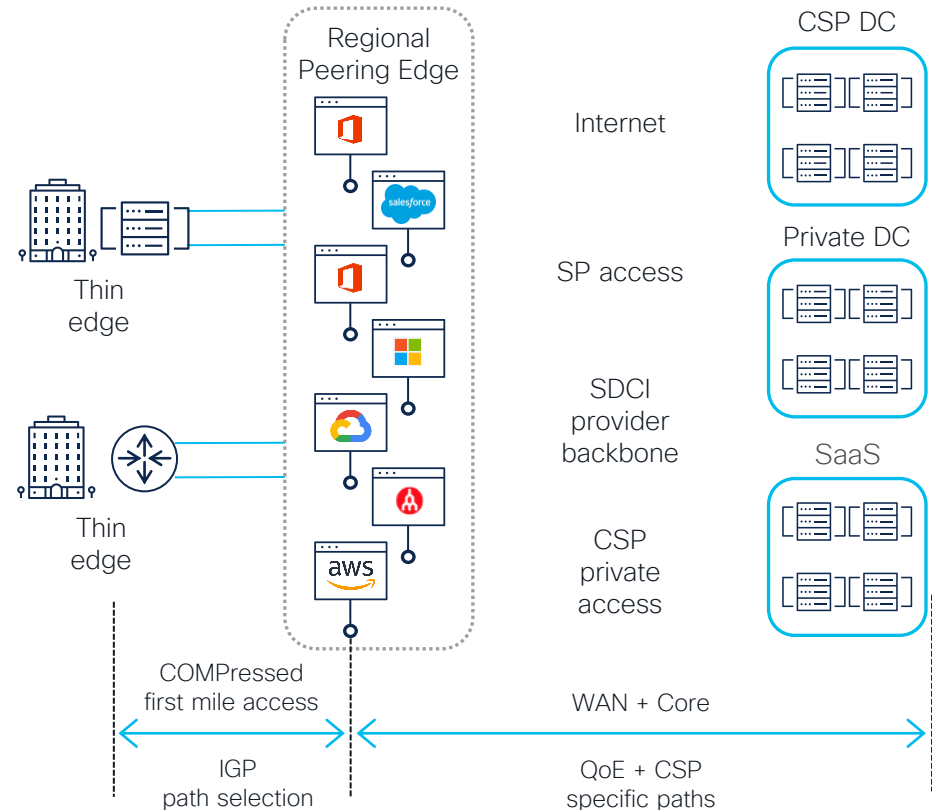 Regional
Peering Edge
salesforce
aws
Thin
edge
Thin
edge
Internet
SP access
SDCI
provider
backbone
CSP
private
access
CSP DC
Private DC
SaaS
COMPressed
first mile access
IGP
path selection
WAN + Core
QoE + CSP
specific paths